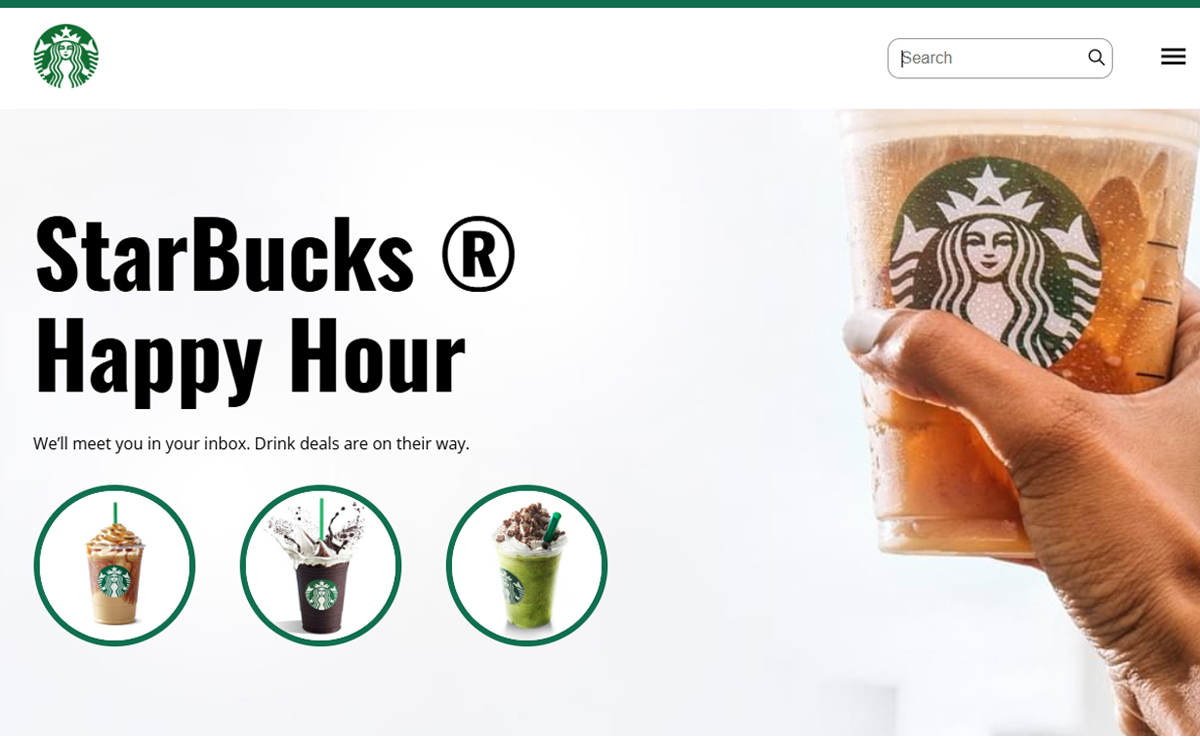 Search
StarBucks ®
Happy Hour
We’ll meet you in your inbox. Drink deals are on their way.